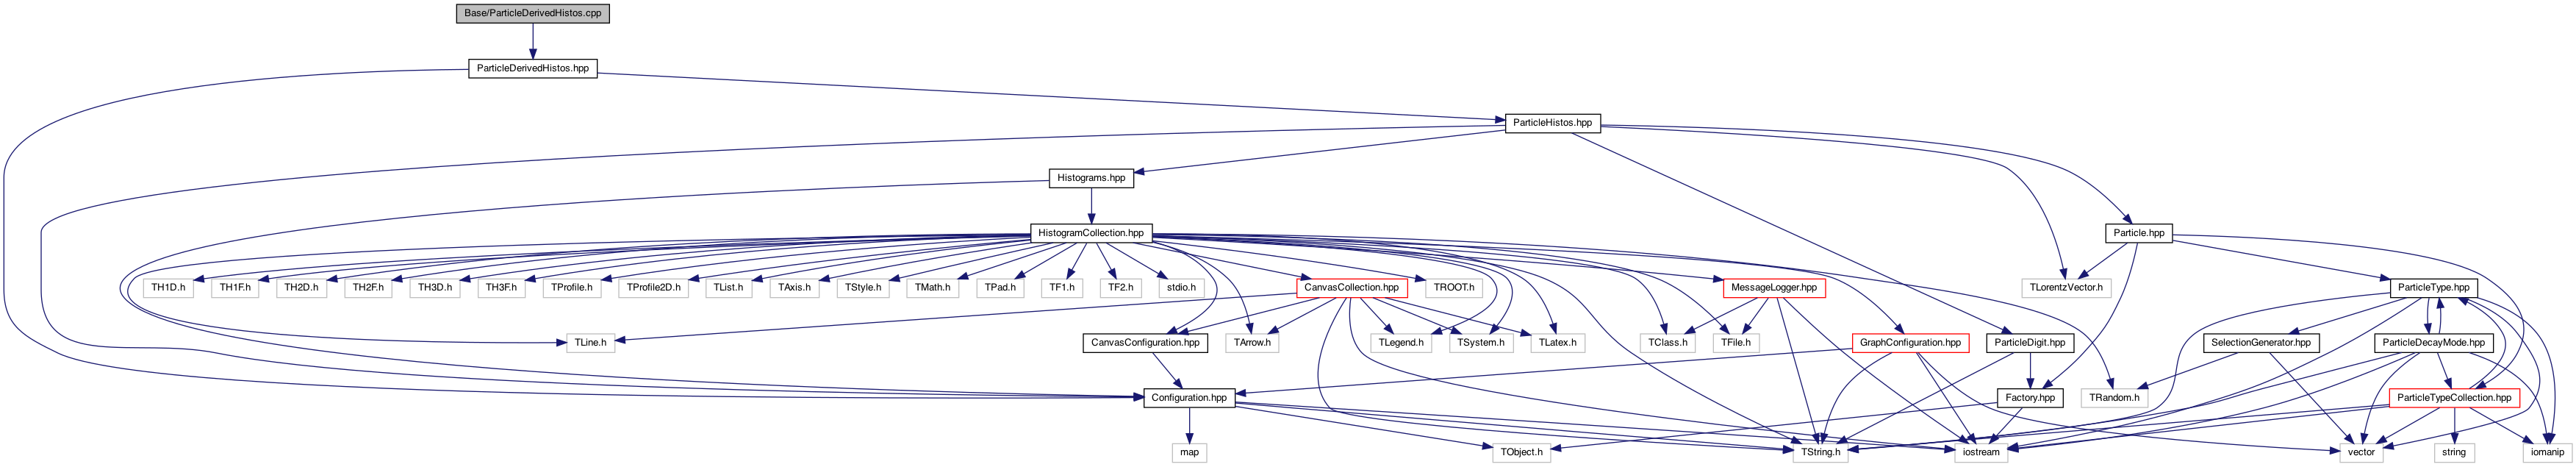 Base/ParticleDerivedHistos.cpp
ParticleDerivedHistos.hpp
ParticleHistos.hpp
Histograms.hpp
HistogramCollection.hpp
Particle.hpp
TH1D.h
TH1F.h
TH2D.h
TH2F.h
TH3D.h
TH3F.h
TProfile.h
TProfile2D.h
TList.h
TAxis.h
TStyle.h
TMath.h
TPad.h
TF1.h
TF2.h
stdio.h
CanvasCollection.hpp
TROOT.h
MessageLogger.hpp
TLorentzVector.h
ParticleType.hpp
TLine.h
CanvasConfiguration.hpp
TArrow.h
TLegend.h
TSystem.h
TLatex.h
TClass.h
TFile.h
GraphConfiguration.hpp
ParticleDigit.hpp
SelectionGenerator.hpp
ParticleDecayMode.hpp
Configuration.hpp
Factory.hpp
TRandom.h
ParticleTypeCollection.hpp
map
TObject.h
TString.h
iostream
vector
string
iomanip